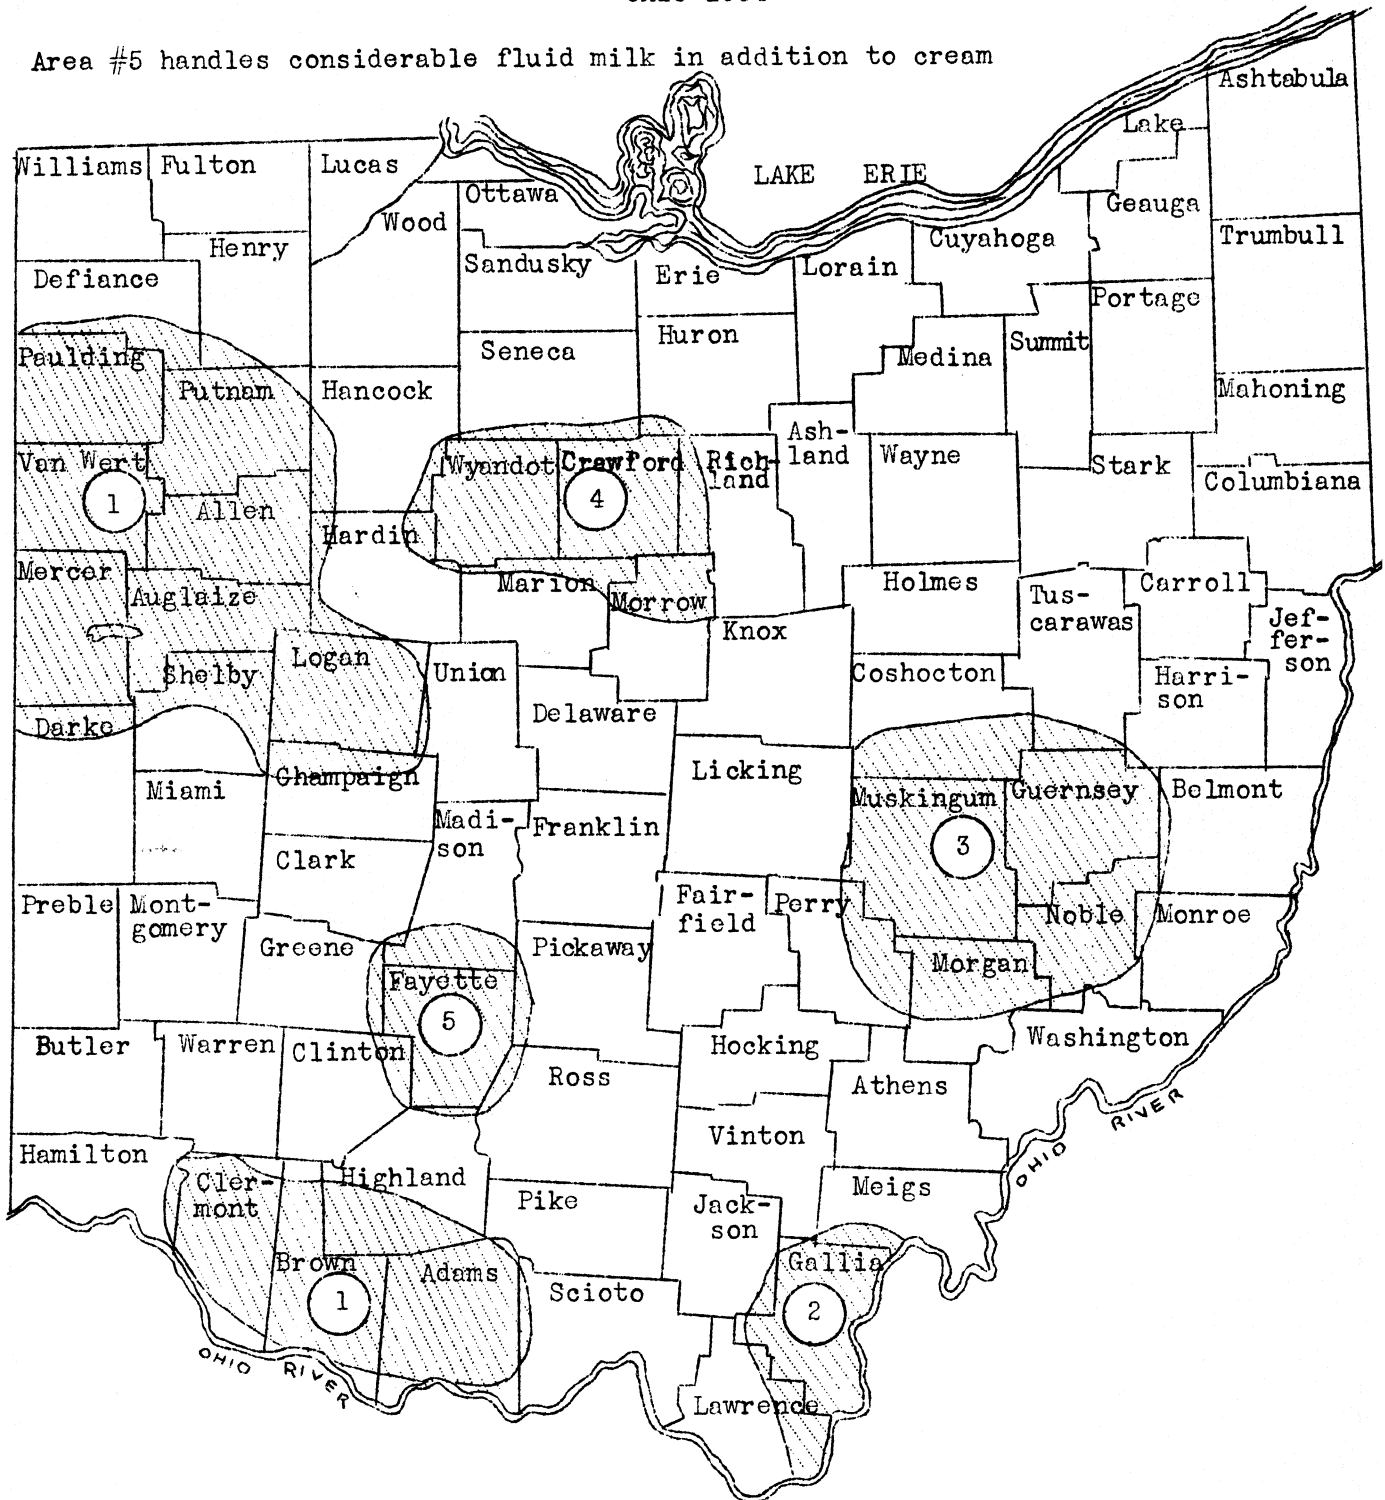 Area #5 handles considerable fluid milk in addition to cream
Ashtabula
Lake
Williams
Fulton
Lucas
LAKE ERIE
Ottawa
Geauga
Wood
Henry
Cuyahoga
Trumbull
Defiance
Sandusky
Erie
Lorain
Portage
Huron
Summit
Paulding
Seneca
Medina
Putnam
Hancock
Mahoning
Ash-
land
Van Wert
Wyandot
Crawford
Rich-
land
Wayne
Stark
Columbiana
1
4
Allen
Hardin
Mercer
Marion
Holmes
Carroll
Auglaize
Morrow
Tus-
carawas
Jef-
fer-
son
Knox
Logan
Shelby
Union
Coshocton
Harri-
son
Darke
Delaware
Licking
Ghampaign
Miami
Muskingum
Guernsey
Belmont
Madi-
son
Franklin
3
Clark
Preble
Mont-
gomery
Fair-
field
Perry
Noble
Monroe
Greene
Pickaway
Morgan
Fayette
5
Butler
Warren
Clinton
Hocking
Washington
Ross
Athens
OHIO RIVER
Vinton
Hamilton
Highland
Cler-
mont
Pike
Jack-
son
Meigs
Brown
Adams
Gallia
Scioto
1
2
OHIO RIVER
Lawrence